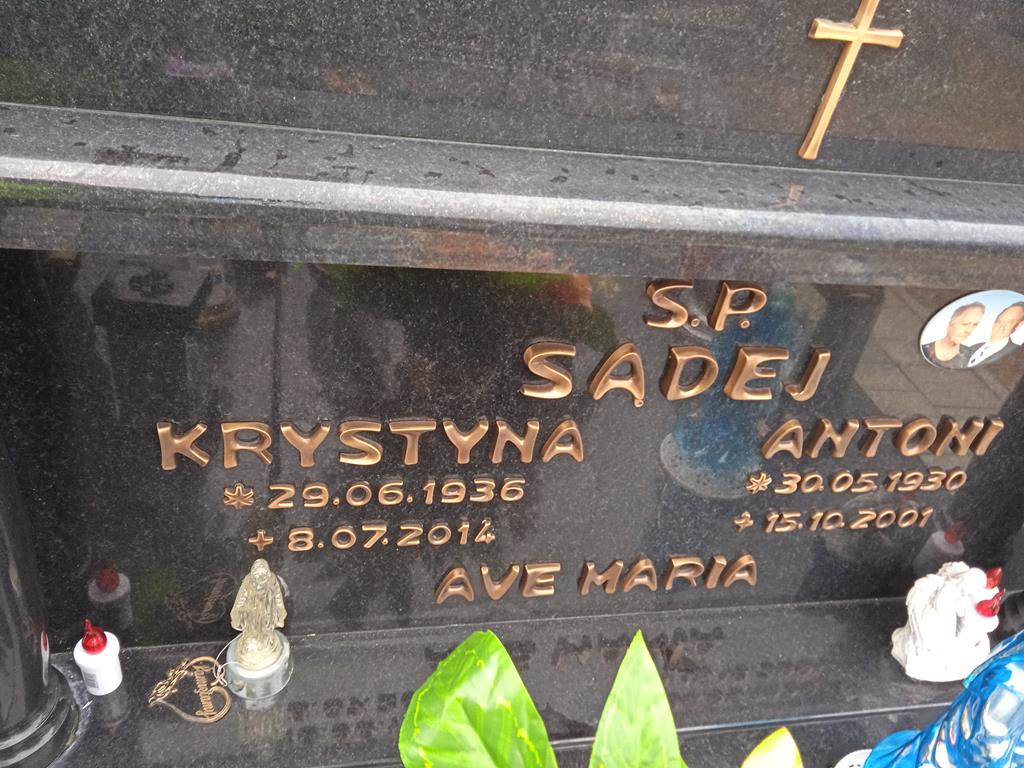 Ś.P.
SĄDEJ
KRYSTYNA ANTONI
* 29.06.1936 * 30.05.1930
+ 8.07.2014 + 15.10.2001
AVE MARIA